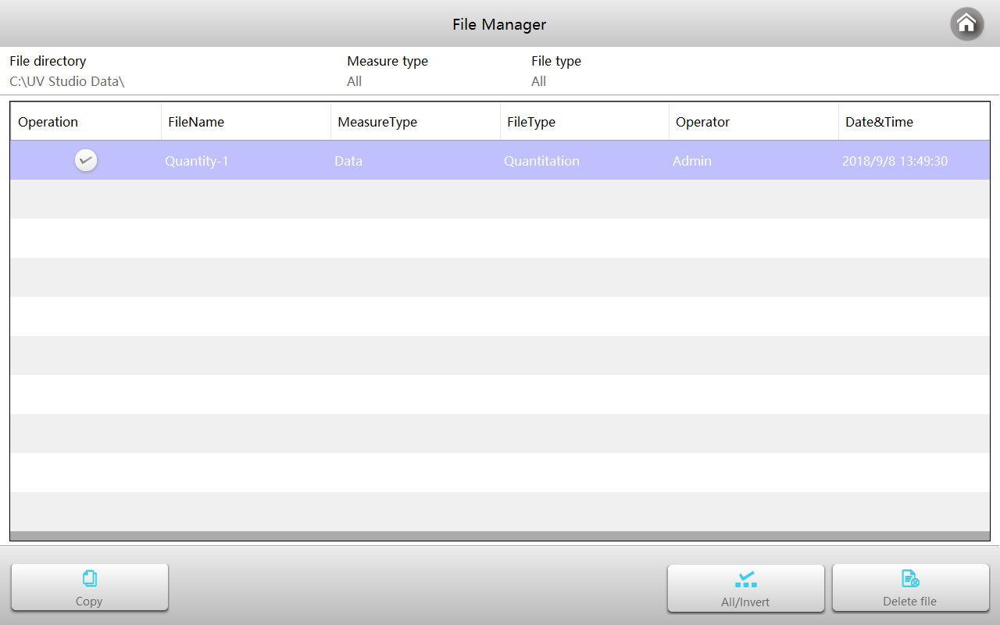 File Manager
File directory Measure type File type
C:\UV Studio Data\ All All
Operation FileName MeasureType FileType Operator Date&Time
Quantity-1 Data Quantitation Admin 2018/9/8 13:49:30
Copy All/Invert Delete file